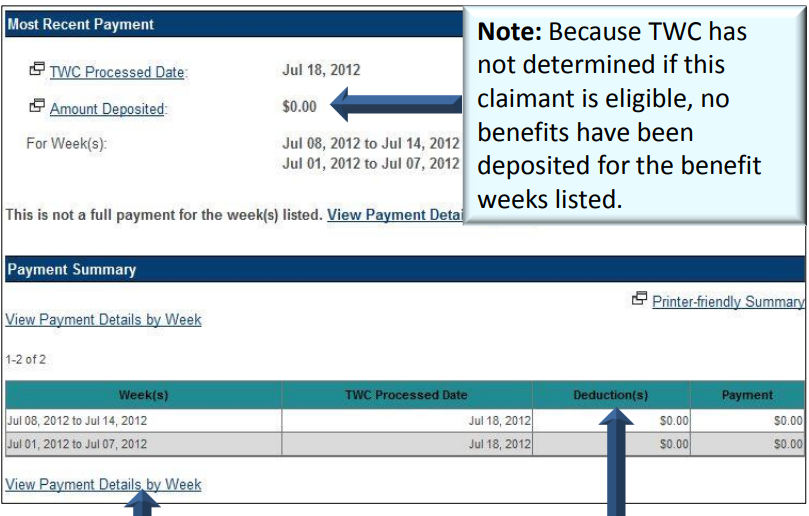 Most Recent Payment
TWC Processed Date:
Jul 18, 2012
Amount Deposited:
$0.00
For Week(s):
Jul 08, 2012 to Jul 14, 2012
Jul 01, 2012 to Jul 07, 2012
Note: Because TWC has
not determined if this
claimant is eligible, no
benefits have been
deposited for the benefit
weeks listed.
This is not a full payment for the week(s) listed. View Payment
Payment Summary
Printer-friendly Summary
View Payment Details by Week
1-2 of 2
Week(s) TWC Processed Date Deduction(s) Payment
Jul 08, 2012 to Jul 14, 2012 Jul 18, 2012 $0.00 $0.00
Jul 01, 2012 to Jul 07, 2012 Jul 18, 2012 $0.00 $0.00
View Payment Details by Week